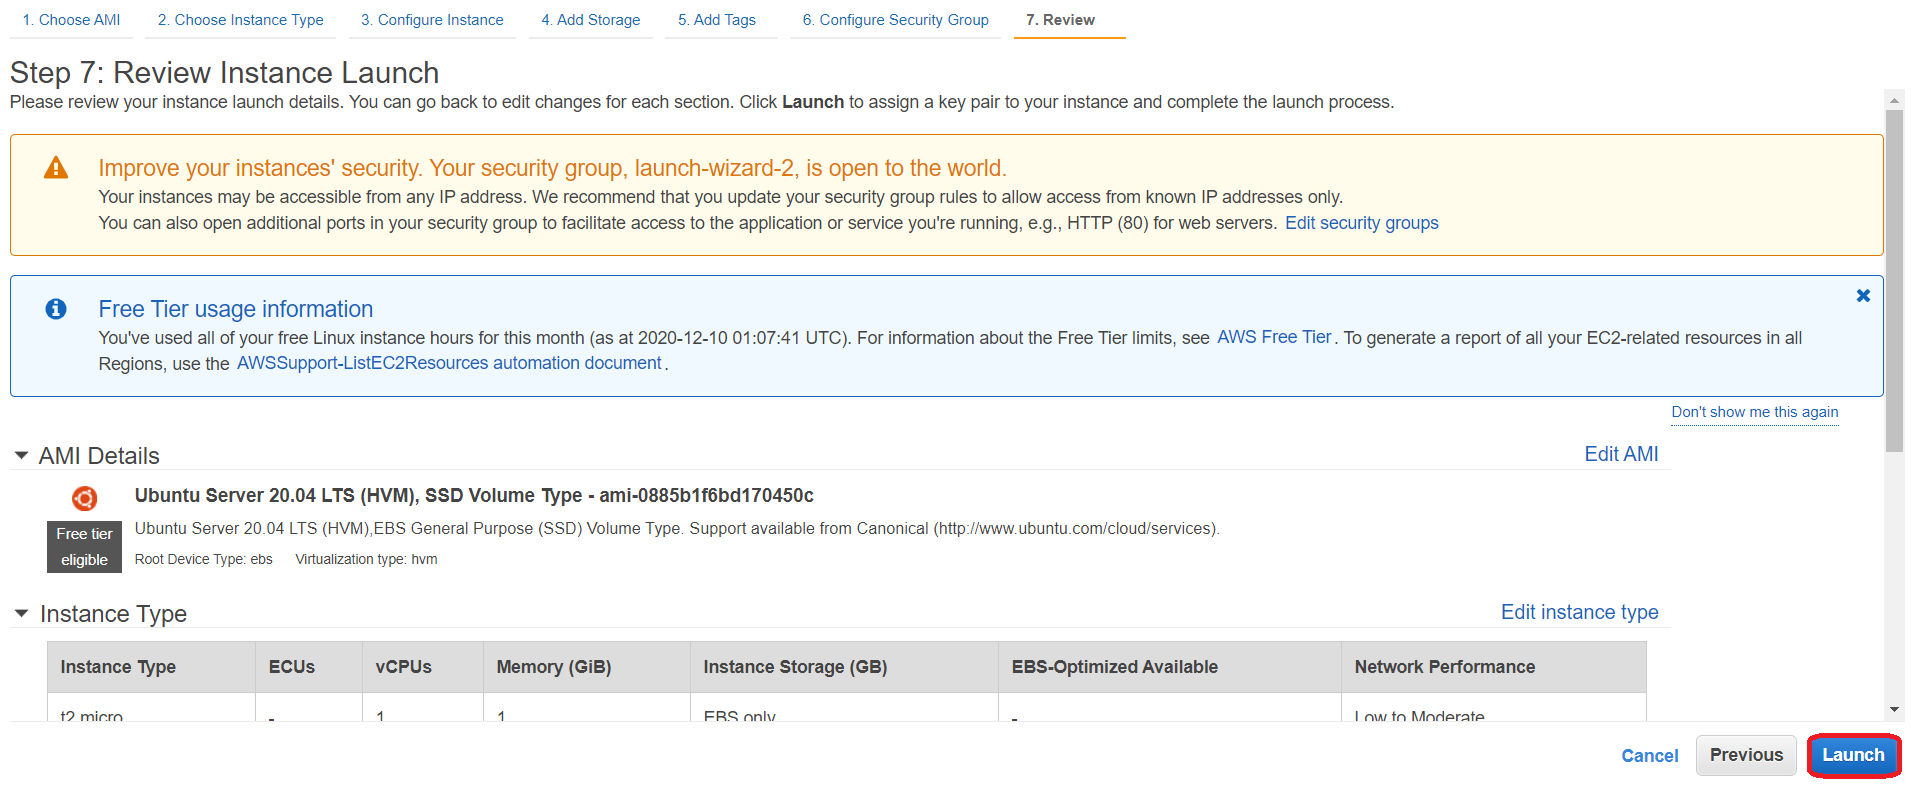 1. Choose AMI 2. Choose Instance Type 3. Configure Instance 4. Add Storage 5. Add Tags 6. Configure Security Group 7. Review
Step 7: Review Instance Launch
Please review your instance launch details. You can go back to edit changes for each section. Click Launch to assign a key pair to your instance and complete the launch process.
Improve your instances' security. Your security group, launch-wizard-2, is open to the world.
Your instances may be accessible from any IP address. We recommend that you update your security group rules to allow access from known IP addresses only.
You can also open additional ports in your security group to facilitate access to the application or service you're running, e.g., HTTP (80) for web servers. Edit security groups
Free Tier usage information
You've used all of your free Linux instance hours for this month (as at 2020-12-10 01:07:41 UTC). For information about the Free Tier limits, see AWS Free Tier. To generate a report of all your EC2-related resources in all
Regions, use the AWSSupport-ListEC2Resources automation document.
Don't show me this again
AMI Details Edit AMI
Ubuntu Server 20.04 LTS (HVM), SSD Volume Type - ami-0885b1f6bd170450c
Free tier
eligible
Ubuntu Server 20.04 LTS (HVM),EBS General Purpose (SSD) Volume Type. Support available from Canonical (http://www.ubuntu.com/cloud/services).
Root Device Type: ebs Virtualization type: hvm
Instance Type Edit instance type
Instance Type ECUs vCPUs Memory (GiB) Instance Storage (GB) EBS-Optimized Available Network Performance
t2.micro - 1 1 EBS only - Low to Moderate
Cancel Previous Launch